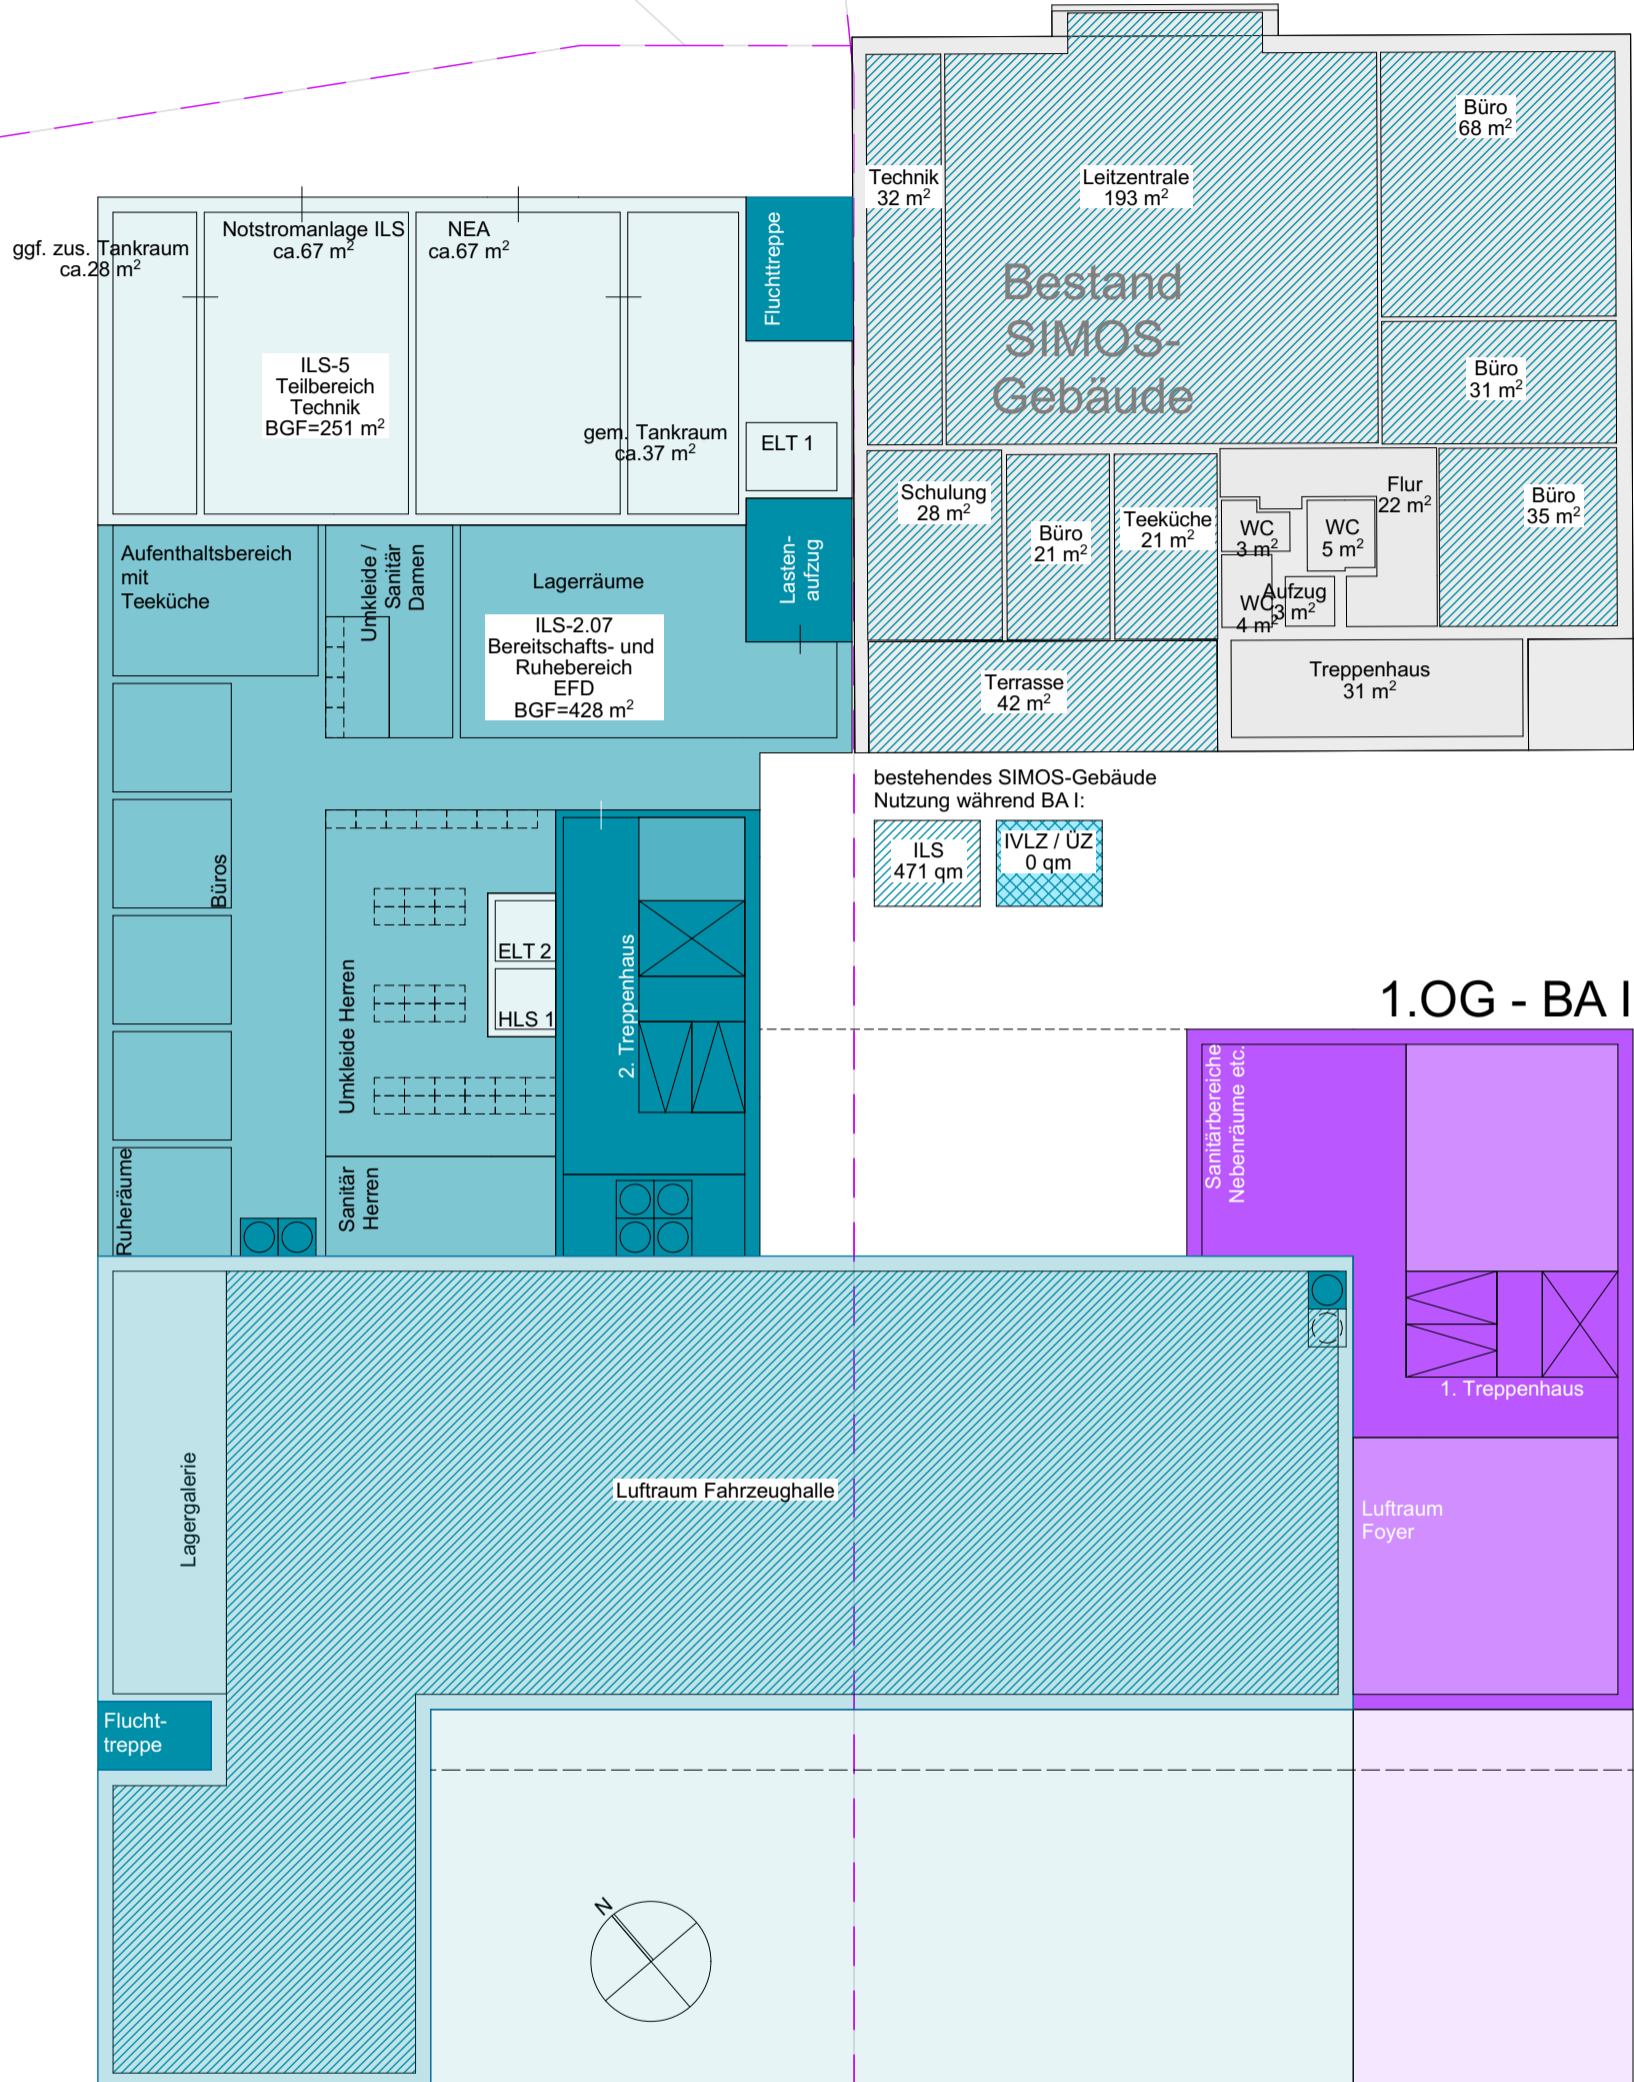 Technik
32 m²
Leitzentrale
193 m²
Büro
68 m²
Bestand
SIMOS-
Gebäude
Büro
31 m²
ggf. zus. Tankraum
ca.28 m²
Notstromanlage ILS
ca.67 m²
NEA
ca.67 m²
Fluchttreppe
ILS-5
Teilbereich
Technik
BGF=251 m²
gem. Tankraum
ca.37 m²
ELT 1
Schulung
28 m²
Büro
21 m²
Teeküche
21 m²
WC
3 m²
WC
5 m²
Flur
22 m²
Büro
35 m²
WC
4 m²
Aufzug
3 m²
Terrasse
42 m²
Treppenhaus
31 m²
Aufenthaltsbereich
mit
Teeküche
Umkleide /
Sanitär
Damen
Lagerräume
Lasten-
aufzug
ILS-2.07
Bereitschafts- und
Ruhebereich
EFD
BGF=428 m²
bestehendes SIMOS-Gebäude
Nutzung während BA I:
ILS
471 qm
IVLZ / ÜZ
0 qm
Büros
ELT 2
HLS 1
Umkleide Herren
2. Treppenhaus
1.OG - BA I
Ruheräume
Sanitär
Herren
Sanitärbereiche
Nebenräume etc.
1. Treppenhaus
Lagergalerie
Luftraum Fahrzeughalle
Luftraum
Foyer
Flucht-
treppe
N